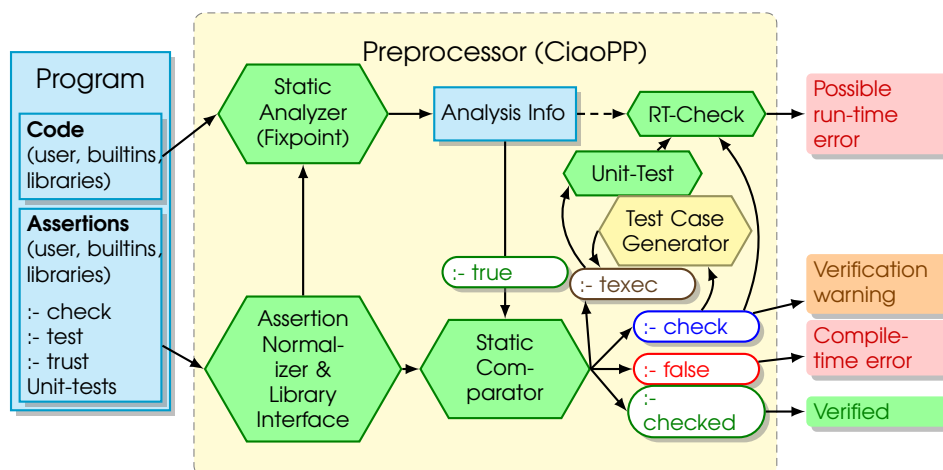 Preprocessor (CiaoPP)
Program
Code
(user, builtins,
libraries)
Assertions
(user, builtins,
libraries)
:- check
:- test
:- trust
Unit-tests
Static
Analyzer
(Fixpoint)
Assertion
Normal-
izer &
Library
Interface
Analysis Info
:- true
Static
Com-
parator
RT-Check
Unit-Test
Test Case
Generator
:- texec
:- check
:- false
:-
checked
Possible
run-time
error
Verification
warning
Compile-
time error
Verified